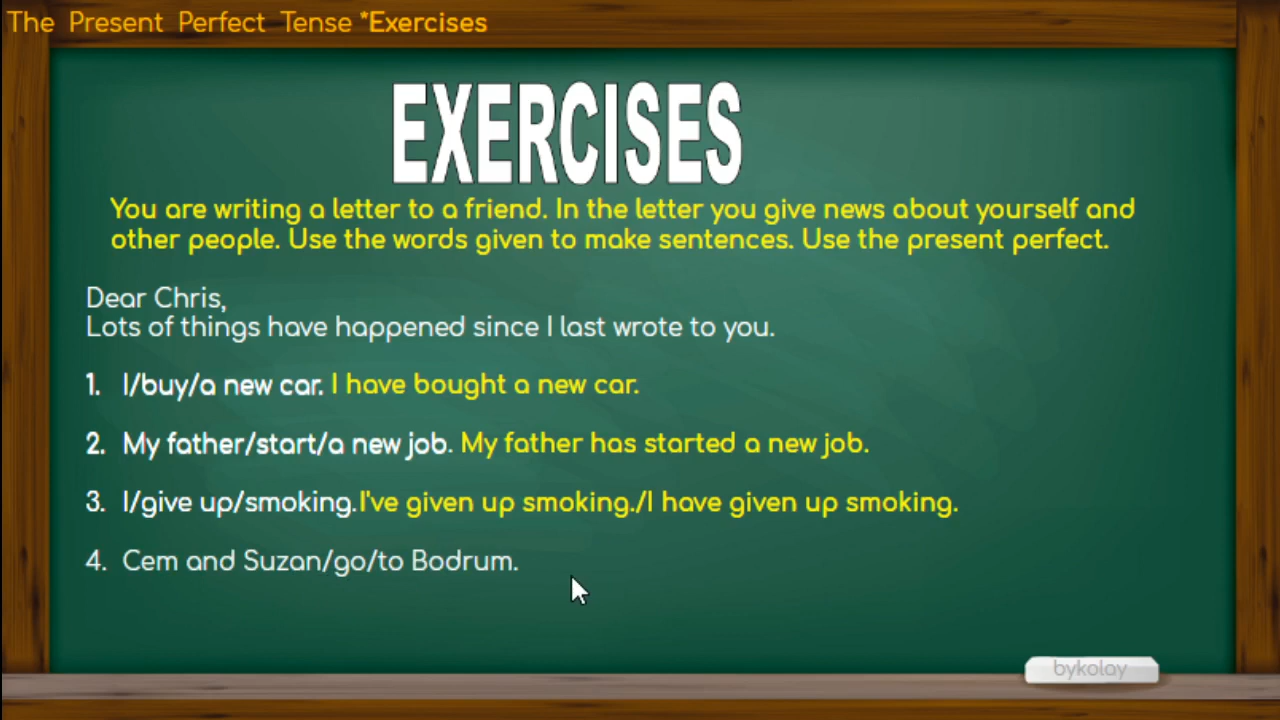 The Present Perfect Tense *Exercises
EXERCISES
You are writing a letter to a friend. In the letter you give news about yourself and
other people. Use the words given to make sentences. Use the present perfect.
Dear Chris,
Lots of things have happened since I last wrote to you.
1. I/buy/a new car. I have bought a new car.
2. My father/start/a new job. My father has started a new job.
3. I/give up/smoking.I've given up smoking./I have given up smoking.
4. Cem and Suzan/go/to Bodrum.
bykolay